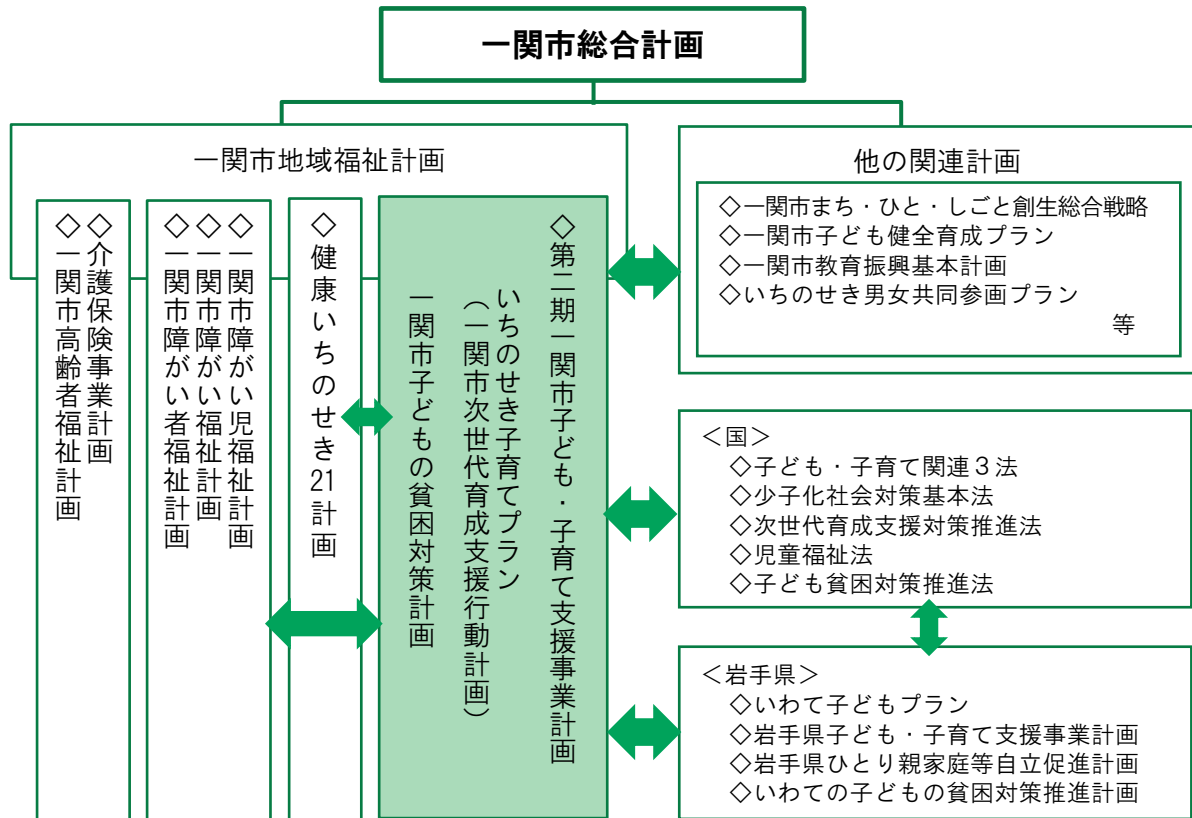 一関市総合計画
一関市地域福祉計画
◇第二期一関市子ども・子育て支援事業計画
いちのせき子育てプラン
（一関市次世代育成支援行動計画）
一関市子どもの貧困対策計画
◇健康いちのせき21計画
◇一関市障がい児福祉計画
◇一関市障がい福祉計画
◇一関市障がい者福祉計画
◇介護保険事業計画
◇一関市高齢者福祉計画
他の関連計画
◇一関市まち・ひと・しごと創生総合戦略
◇一関市子ども健全育成プラン
◇一関市教育振興基本計画
◇いちのせき男女共同参画プラン
等
＜国＞
◇子ども・子育て関連３法
◇少子化社会対策基本法
◇次世代育成支援対策推進法
◇児童福祉法
◇子ども貧困対策推進法
＜岩手県＞
◇いわて子どもプラン
◇岩手県子ども・子育て支援事業計画
◇岩手県ひとり親家庭等自立促進計画
◇いわての子どもの貧困対策推進計画